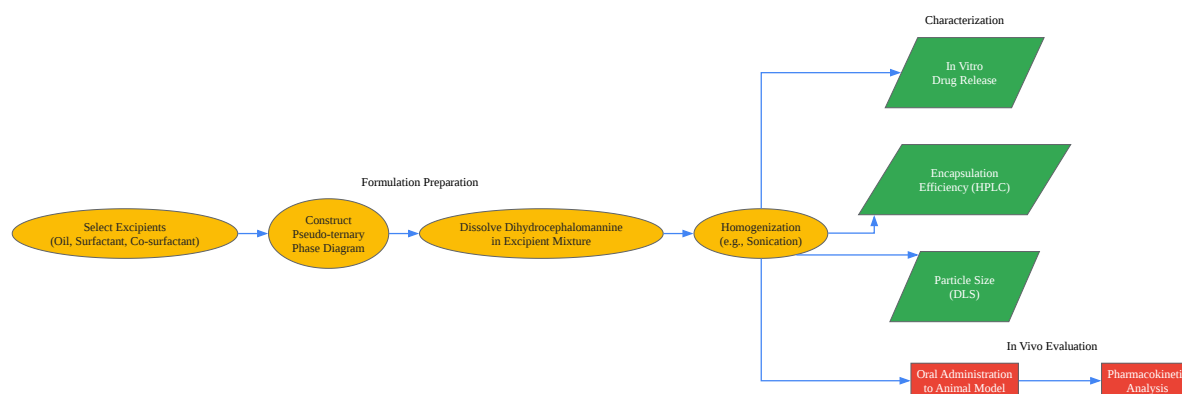 Characterization
In Vitro
Drug Release
Encapsulation
Efficiency (HPLC)
Formulation Preparation
Select Excipients
(Oil, Surfactant, Co-surfactant)
Construct
Pseudo-ternary
Phase Diagram
Dissolve Dihydrocephalomannine
in Excipient Mixture
Homogenization
(e.g., Sonication)
Particle Size
(DLS)
In Vivo Evaluation
Oral Administration
to Animal Model
Analysis